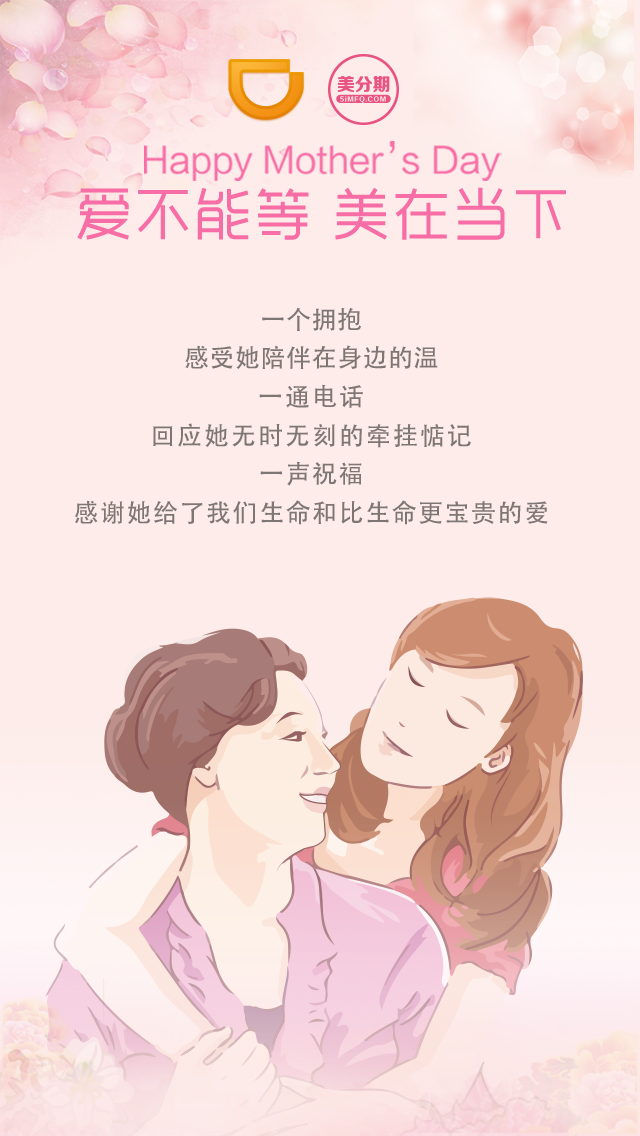 美分期
SIMFQ.COM
Happy Mother's Day
爱不能等 美在当下
一个拥抱
感受她陪伴在身边的温
一通电话
回应她无时无刻的牵挂惦记
一声祝福
感谢她给了我们生命和比生命更宝贵的爱